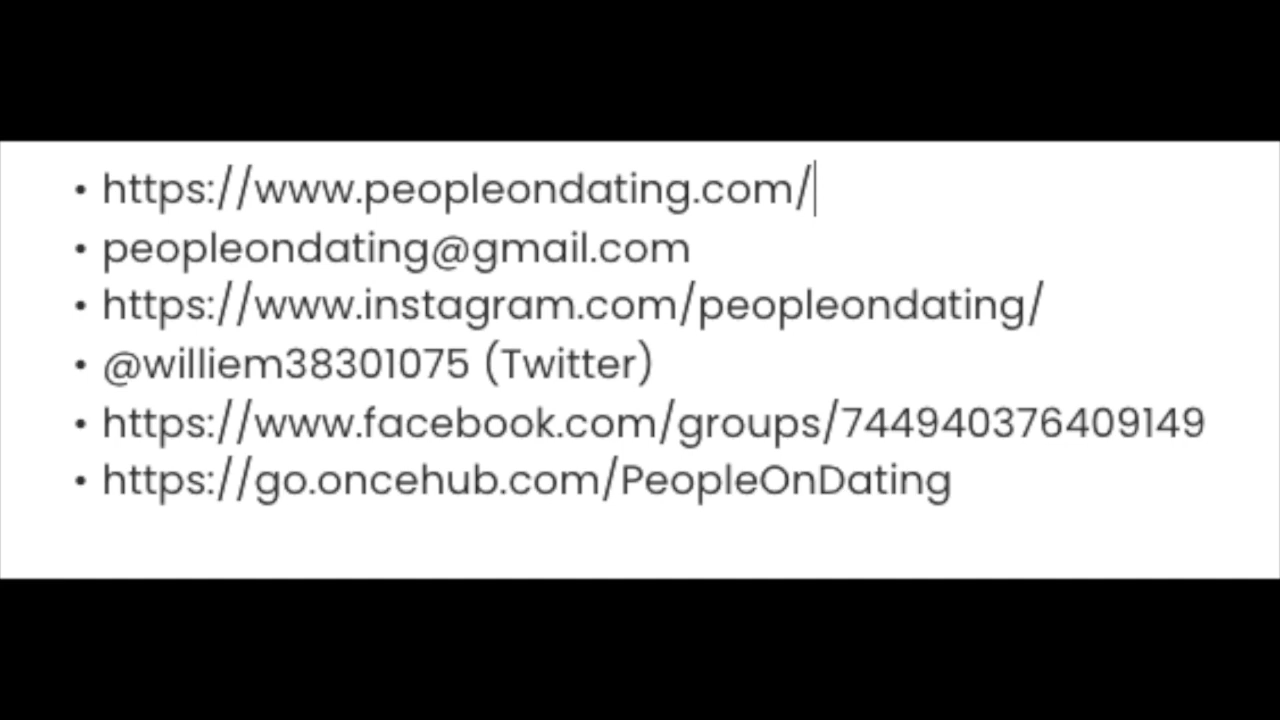 • https://www.peopleondating.com/
• peopleondating@gmail.com
• https://www.instagram.com/peopleondating/
• @williem38301075 (Twitter)
• https://www.facebook.com/groups/744940376409149
• https://go.oncehub.com/PeopleOnDating